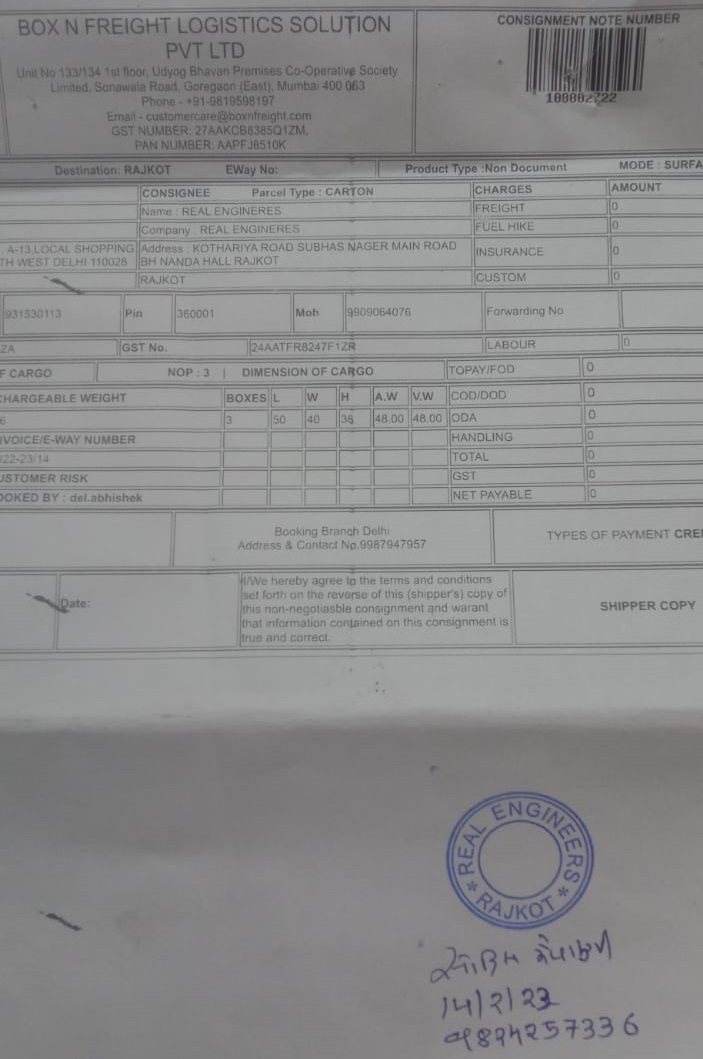 BOX N FREIGHT LOGISTICS SOLUTION
PVT LTD
Unit No 133/134 1st floor, Udyog Bhavan Premises Co-Operative Society
Limited, Sonawala Road, Goregaon (East), Mumbai 400 063
Phone - +91-9819598197
Email - customercare@boxnfreight.com
GST NUMBER: 27AAKCB8385Q1ZM,
PAN NUMBER: AAPFJ8510K
CONSIGNMENT NOTE NUMBER
100002722
Destination: RAJKOT EWay No: Product Type :Non Document MODE : SURFA
CONSIGNEE Parcel Type : CARTON CHARGES AMOUNT
Name : REAL ENGINERES FREIGHT 0
Company : REAL ENGINERES FUEL HIKE 0
A-13,LOCAL SHOPPING Address : KOTHARIYA ROAD SUBHAS NAGER MAIN ROAD INSURANCE 0
TH WEST DELHI 110028 BH NANDA HALL RAJKOT
RAJKOT CUSTOM 0
931530113 Pin 360001 Mob 9909064076 Forwarding No
ZA GST No. 24AATFR8247F1ZR LABOUR 0
F CARGO NOP : 3 | DIMENSION OF CARGO TOPAY/FOD 0
HARGEABLE WEIGHT BOXES L W H A.W V.W COD/DOD 0
6 3 50 40 36 48.00 48.00 ODA 0
VOICE/E-WAY NUMBER HANDLING 0
022-23/14 TOTAL 0
USTOMER RISK GST 0
OOKED BY : del.abhishek NET PAYABLE 0
Booking Branch Delhi
Address & Contact No.9987947957
TYPES OF PAYMENT CRE
Date:
I/We hereby agree to the terms and conditions
set forth on the reverse of this (shipper's) copy of
this non-negotiasble consignment and warant
that information contained on this consignment is
true and correct.
SHIPPER COPY
REAL ENGINEERS
* RAJKOT *
14/2/23
9824257336